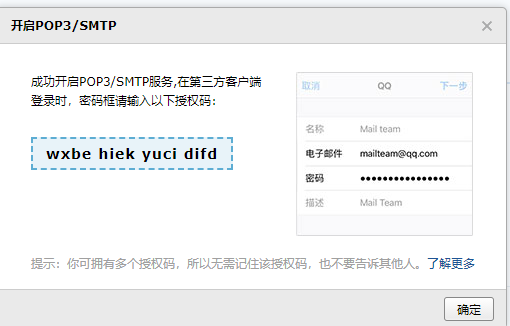 开启POP3/SMTP
成功开启POP3/SMTP服务,在第三方客户端
登录时，密码框请输入以下授权码：
wxbe hiek yuci difd
取消 QQ 下一步
名称 Mail team
电子邮件 mailteam@qq.com
密码 ●●●●●●●●●●●●●●●●
描述 Mail Team
提示：你可拥有多个授权码，所以无需记住该授权码，也不要告诉其他人。了解更多
确定